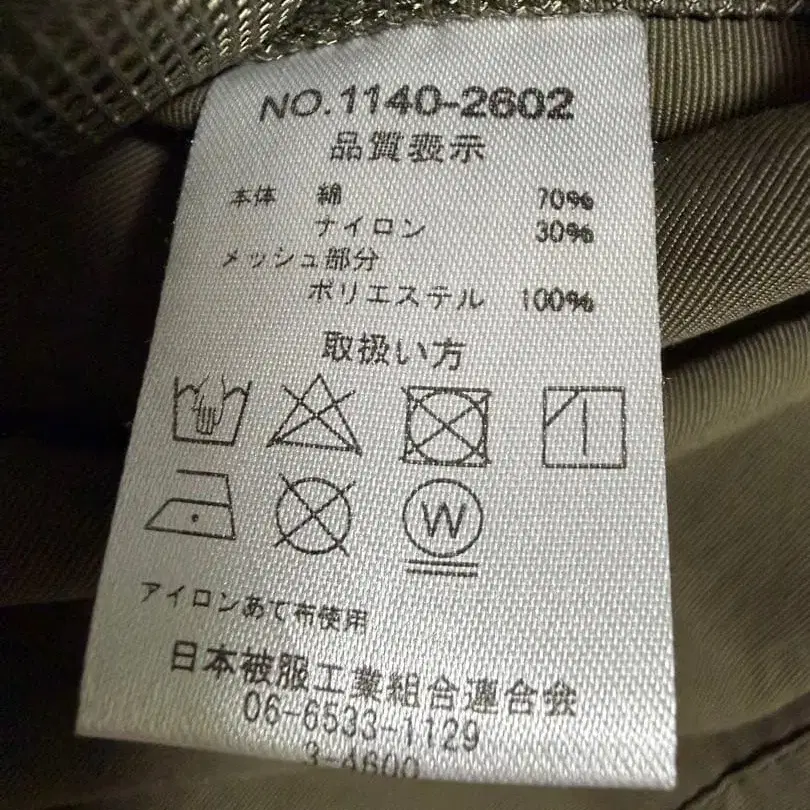 NO.1140-2602
品質表示
本体 綿 70%
ナイロン 30%
メッシュ部分
ポリエステル 100%
取扱い方
W
アイロンあて布使用
日本被服工業組合連合会
06-6533-1129
3-4600